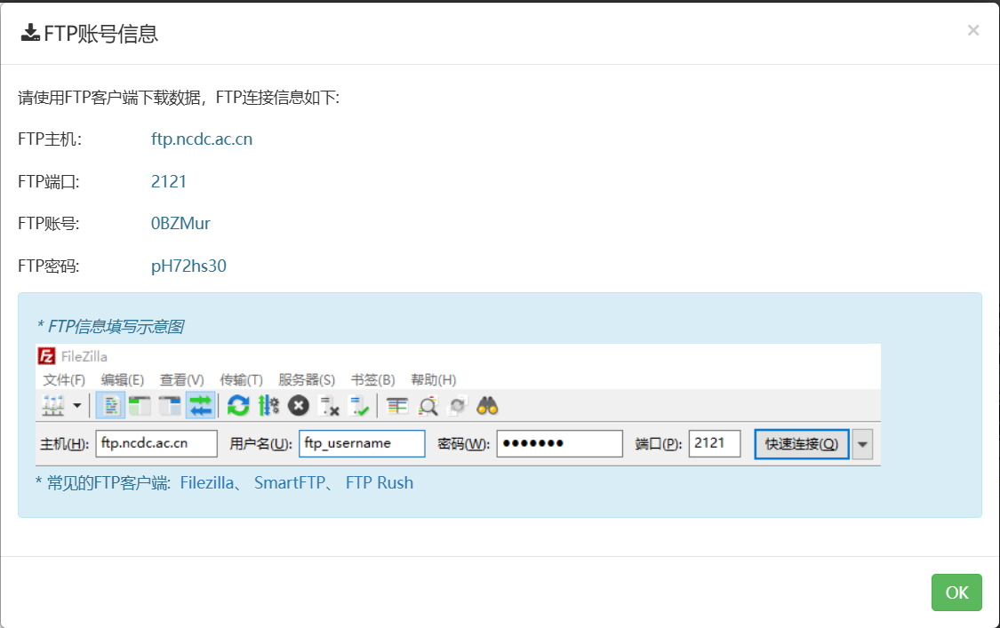 FTP账号信息
×
请使用FTP客户端下载数据，FTP连接信息如下:
FTP主机: ftp.ncdc.ac.cn
FTP端口: 2121
FTP账号: 0BZMur
FTP密码: pH72hs30
* FTP信息填写示意图
FileZilla
文件(F) 编辑(E) 查看(V) 传输(T) 服务器(S) 书签(B) 帮助(H)
主机(H): ftp.ncdc.ac.cn 用户名(U): ftp_username 密码(W): ●●●●●●● 端口(P): 2121 快速连接(Q)
* 常见的FTP客户端: Filezilla、 SmartFTP、 FTP Rush
OK